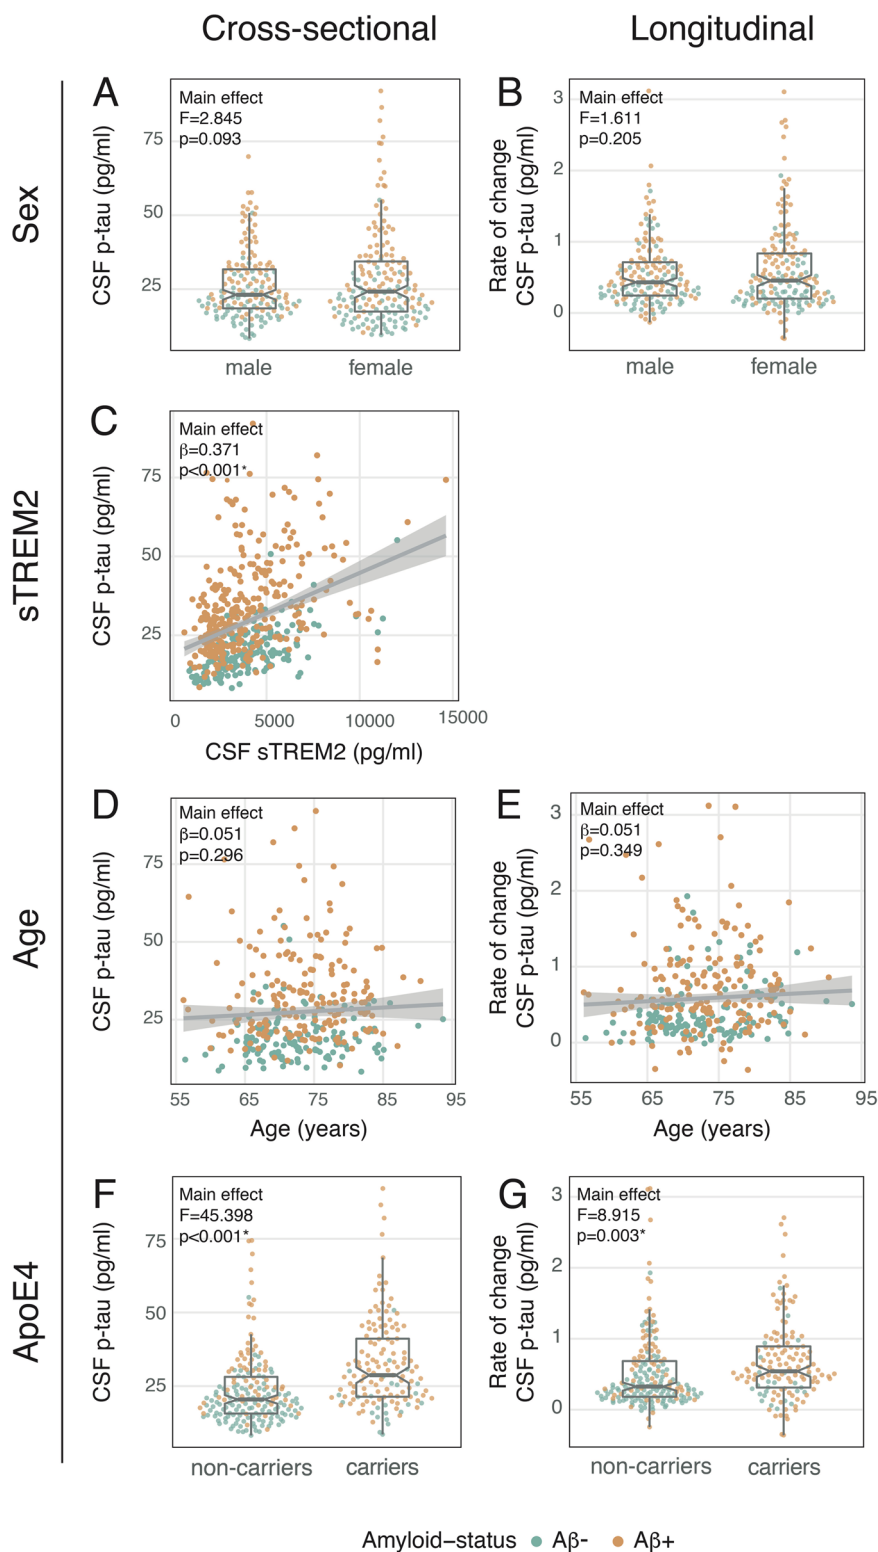 Cross-sectional
Longitudinal
Sex
A
Main effect
F=2.845
p=0.093
CSF p-tau (pg/ml)
75
50
25
male
female
B
Main effect
F=1.611
p=0.205
Rate of change
CSF p-tau (pg/ml)
3
2
1
0
male
female
sTREM2
C
Main effect
β=0.371
p<0.001*
CSF p-tau (pg/ml)
75
50
25
0
5000
10000
15000
CSF sTREM2 (pg/ml)
Age
D
Main effect
β=0.051
p=0.296
CSF p-tau (pg/ml)
75
50
25
55
65
75
85
95
Age (years)
E
Main effect
β=0.051
p=0.349
Rate of change
CSF p-tau (pg/ml)
3
2
1
0
55
65
75
85
95
Age (years)
ApoE4
F
Main effect
F=45.398
p<0.001*
CSF p-tau (pg/ml)
75
50
25
non-carriers
carriers
G
Main effect
F=8.915
p=0.003*
Rate of change
CSF p-tau (pg/ml)
3
2
1
0
non-carriers
carriers
Amyloid−status Aβ- Aβ+